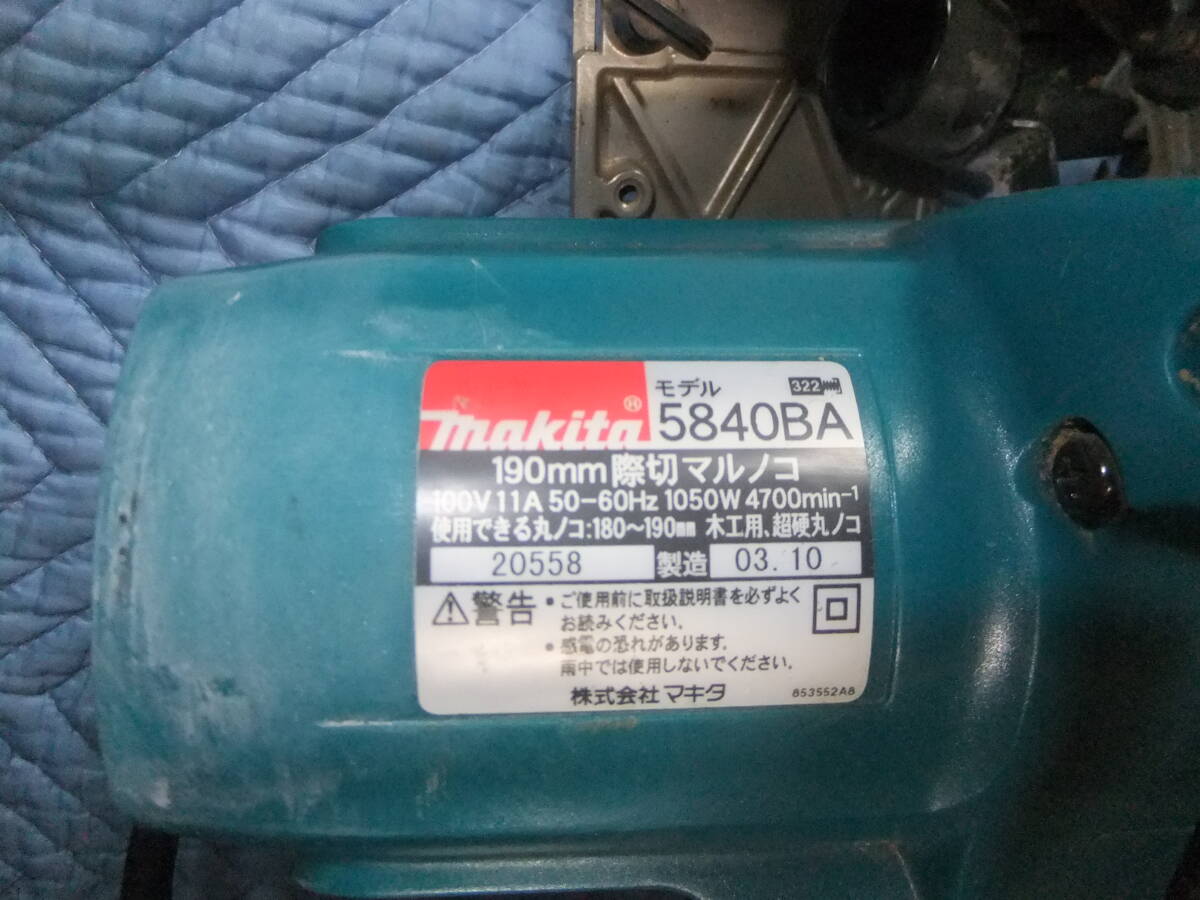 makita®
モデル 322
5840BA
190mm 際切マルノコ
100V 11A 50-60Hz 1050W 4700min-1
使用できる丸ノコ:180〜190mm 木工用、超硬丸ノコ
20558 製造 03.10
⚠警告 •ご使用前に取扱説明書を必ずよく
お読みください。
•感電の恐れがあります。
雨中では使用しないでください。
株式会社 マキタ 853552A8